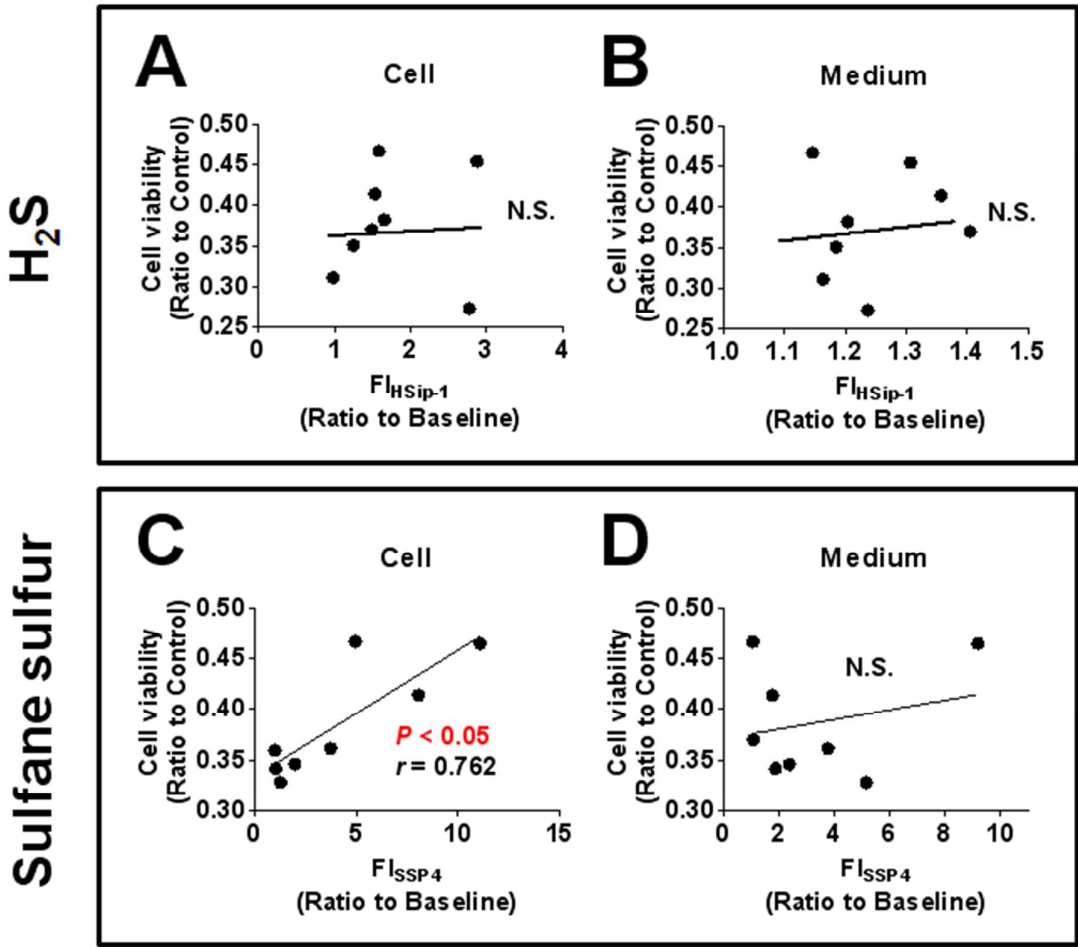 H₂S
A
Cell
Cell viability
(Ratio to Control)
0.50
0.45
0.40
0.35
0.30
0.25
N.S.
0 1 2 3 4
FI_HSip-1
(Ratio to Baseline)
B
Medium
Cell viability
(Ratio to Control)
0.50
0.45
0.40
0.35
0.30
0.25
N.S.
1.0 1.1 1.2 1.3 1.4 1.5
FI_HSip-1
(Ratio to Baseline)
Sulfane sulfur
C
Cell
Cell viability
(Ratio to Control)
0.50
0.45
0.40
0.35
0.30
P < 0.05
r = 0.762
0 5 10 15
FI_SSP4
(Ratio to Baseline)
D
Medium
Cell viability
(Ratio to Control)
0.50
0.45
0.40
0.35
0.30
N.S.
0 2 4 6 8 10
FI_SSP4
(Ratio to Baseline)